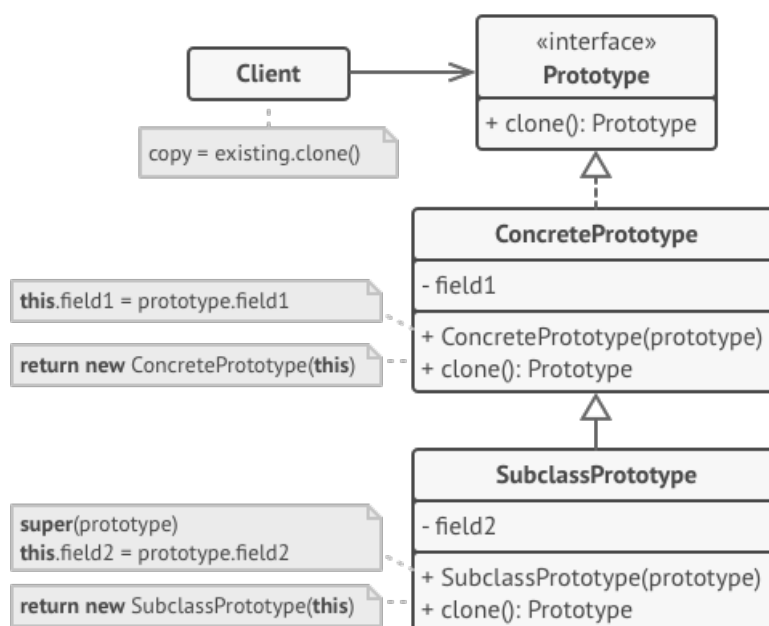 Client
«interface»
Prototype
+ clone(): Prototype
copy = existing.clone()
ConcretePrototype
- field1
+ ConcretePrototype(prototype)
+ clone(): Prototype
this.field1 = prototype.field1
return new ConcretePrototype(this)
SubclassPrototype
- field2
+ SubclassPrototype(prototype)
+ clone(): Prototype
super(prototype)
this.field2 = prototype.field2
return new SubclassPrototype(this)